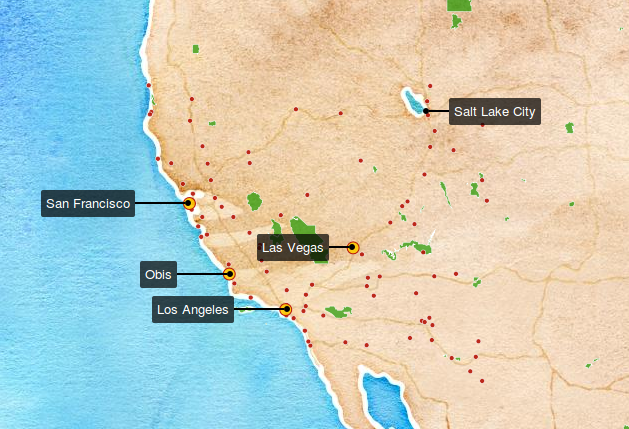 Salt Lake City
San Francisco
Las Vegas
Obis
Los Angeles